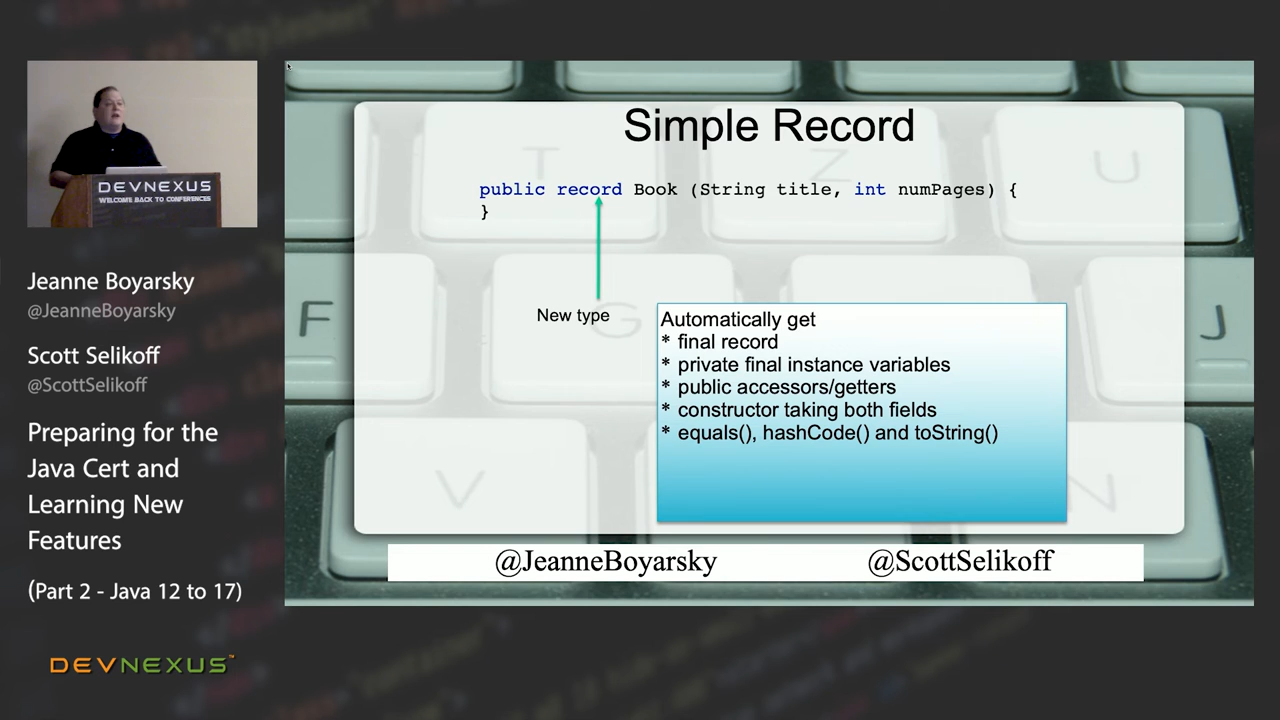 DEVNEXUS
WELCOME BACK TO CONFERENCES
Jeanne Boyarsky
@JeanneBoyarsky
Scott Selikoff
@ScottSelikoff
Preparing for the
Java Cert and
Learning New
Features
(Part 2 - Java 12 to 17)
DEVNEXUS™
Simple Record
public record Book (String title, int numPages) {
}
New type
Automatically get
* final record
* private final instance variables
* public accessors/getters
* constructor taking both fields
* equals(), hashCode() and toString()
T
Z
U
F
G
J
V
N
@JeanneBoyarsky @ScottSelikoff